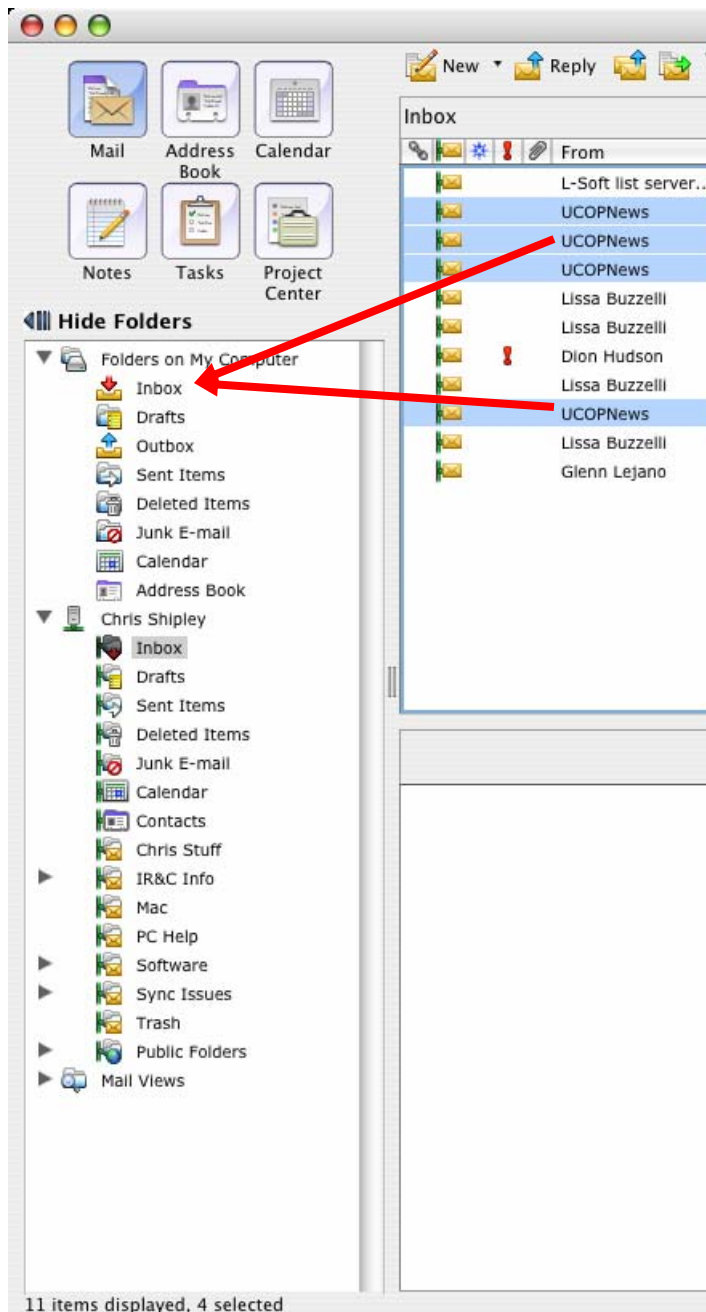 New Reply
Mail Address Book Calendar
Notes Tasks Project Center
Hide Folders
Folders on My Computer
Inbox
Drafts
Outbox
Sent Items
Deleted Items
Junk E-mail
Calendar
Address Book
Chris Shipley
Inbox
Drafts
Sent Items
Deleted Items
Junk E-mail
Calendar
Contacts
Chris Stuff
IR&C Info
Mac
PC Help
Software
Sync Issues
Trash
Public Folders
Mail Views
11 items displayed, 4 selected
Inbox
From
L-Soft list server..
UCOPNews
UCOPNews
UCOPNews
Lissa Buzzelli
Lissa Buzzelli
Dion Hudson
Lissa Buzzelli
UCOPNews
Lissa Buzzelli
Glenn Lejano